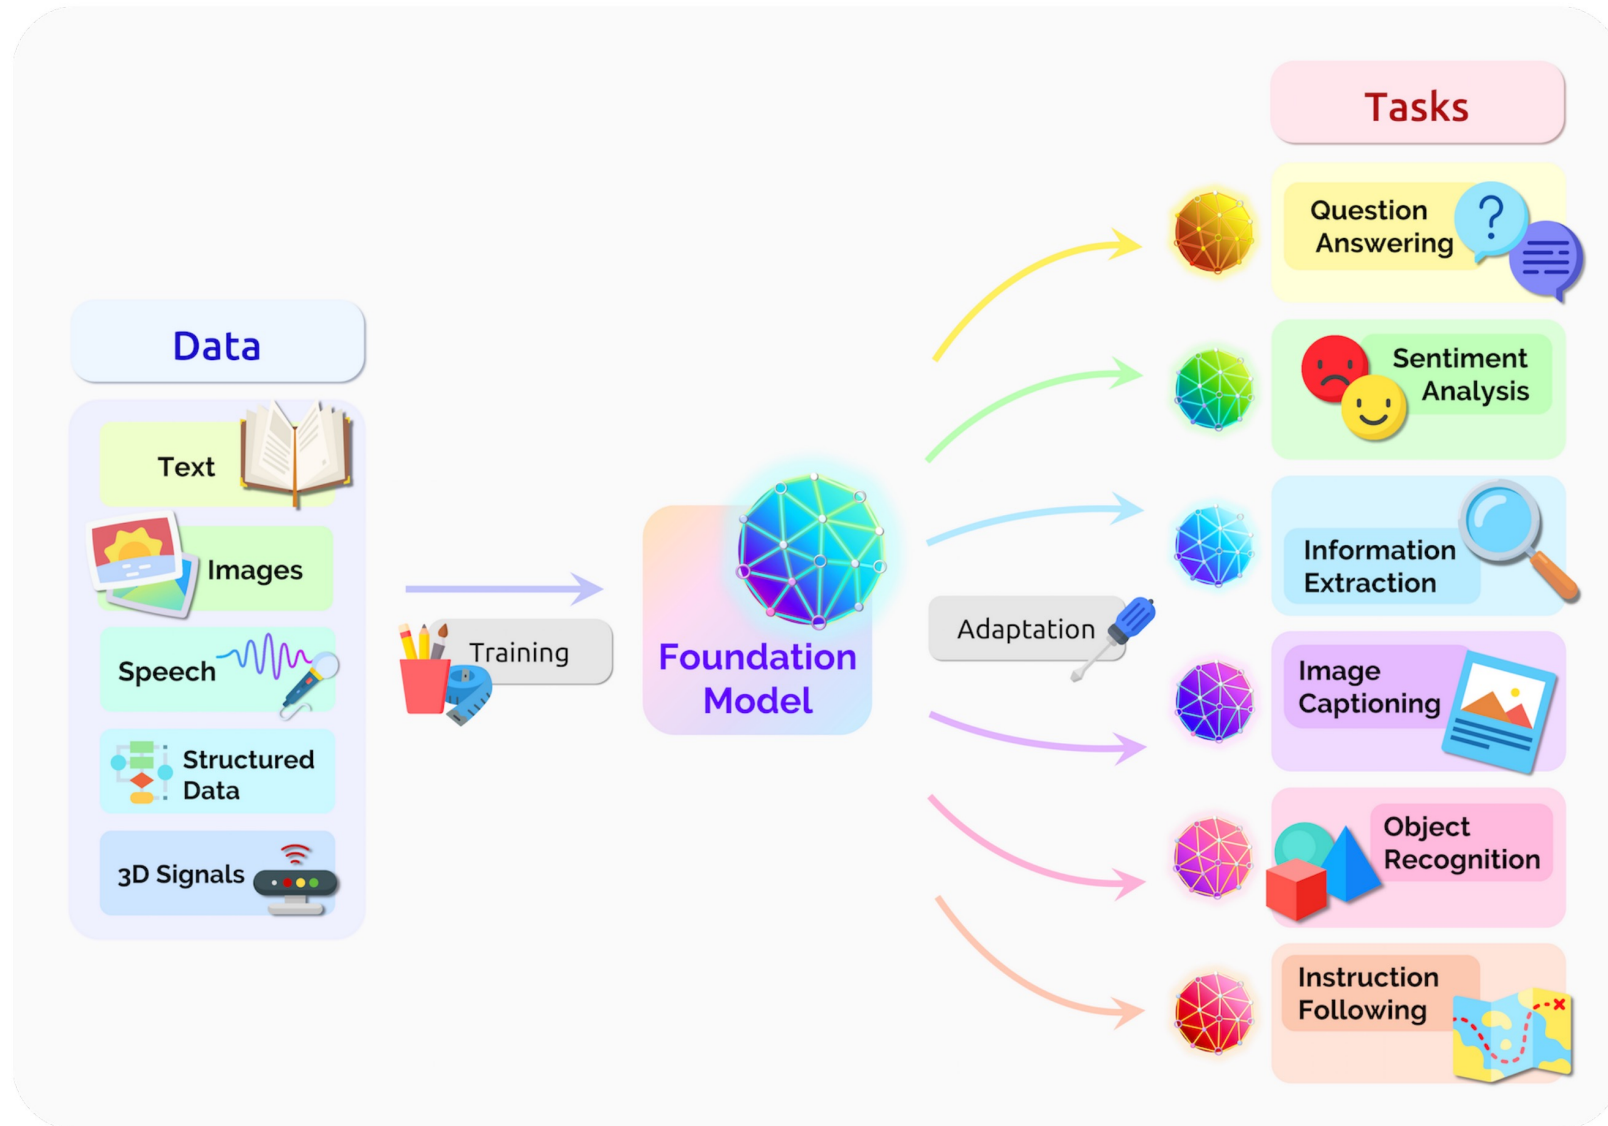 Data
Text
Images
Speech
Structured
Data
3D Signals
Training
Foundation
Model
Adaptation
Tasks
Question
Answering
?
Sentiment
Analysis
Information
Extraction
Image
Captioning
Object
Recognition
Instruction
Following